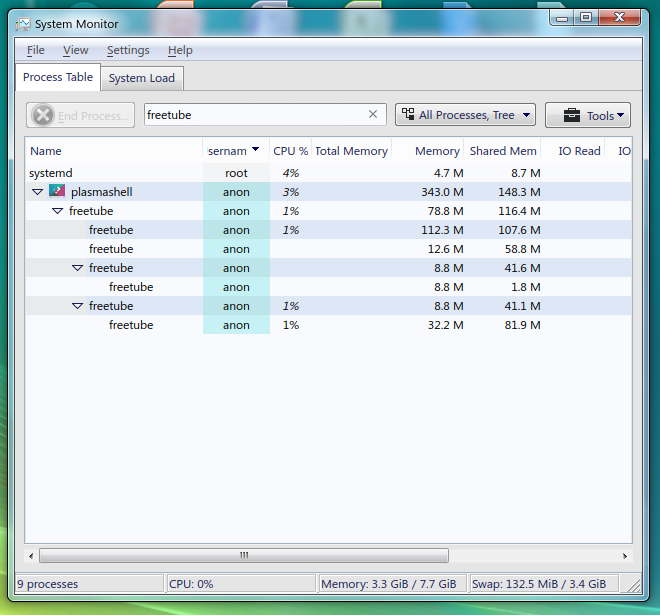 System Monitor
File View Settings Help
Process Table System Load
End Process... freetube All Processes, Tree Tools
Name sernam CPU % Total Memory Memory Shared Mem IO Read IO
systemd root 4% 4.7 M 8.7 M
plasmashell anon 3% 343.0 M 148.3 M
freetube anon 1% 78.8 M 116.4 M
freetube anon 1% 112.3 M 107.6 M
freetube anon 12.6 M 58.8 M
freetube anon 8.8 M 41.6 M
freetube anon 8.8 M 1.8 M
freetube anon 1% 8.8 M 41.1 M
freetube anon 1% 32.2 M 81.9 M
9 processes CPU: 0% Memory: 3.3 GiB / 7.7 GiB Swap: 132.5 MiB / 3.4 GiB